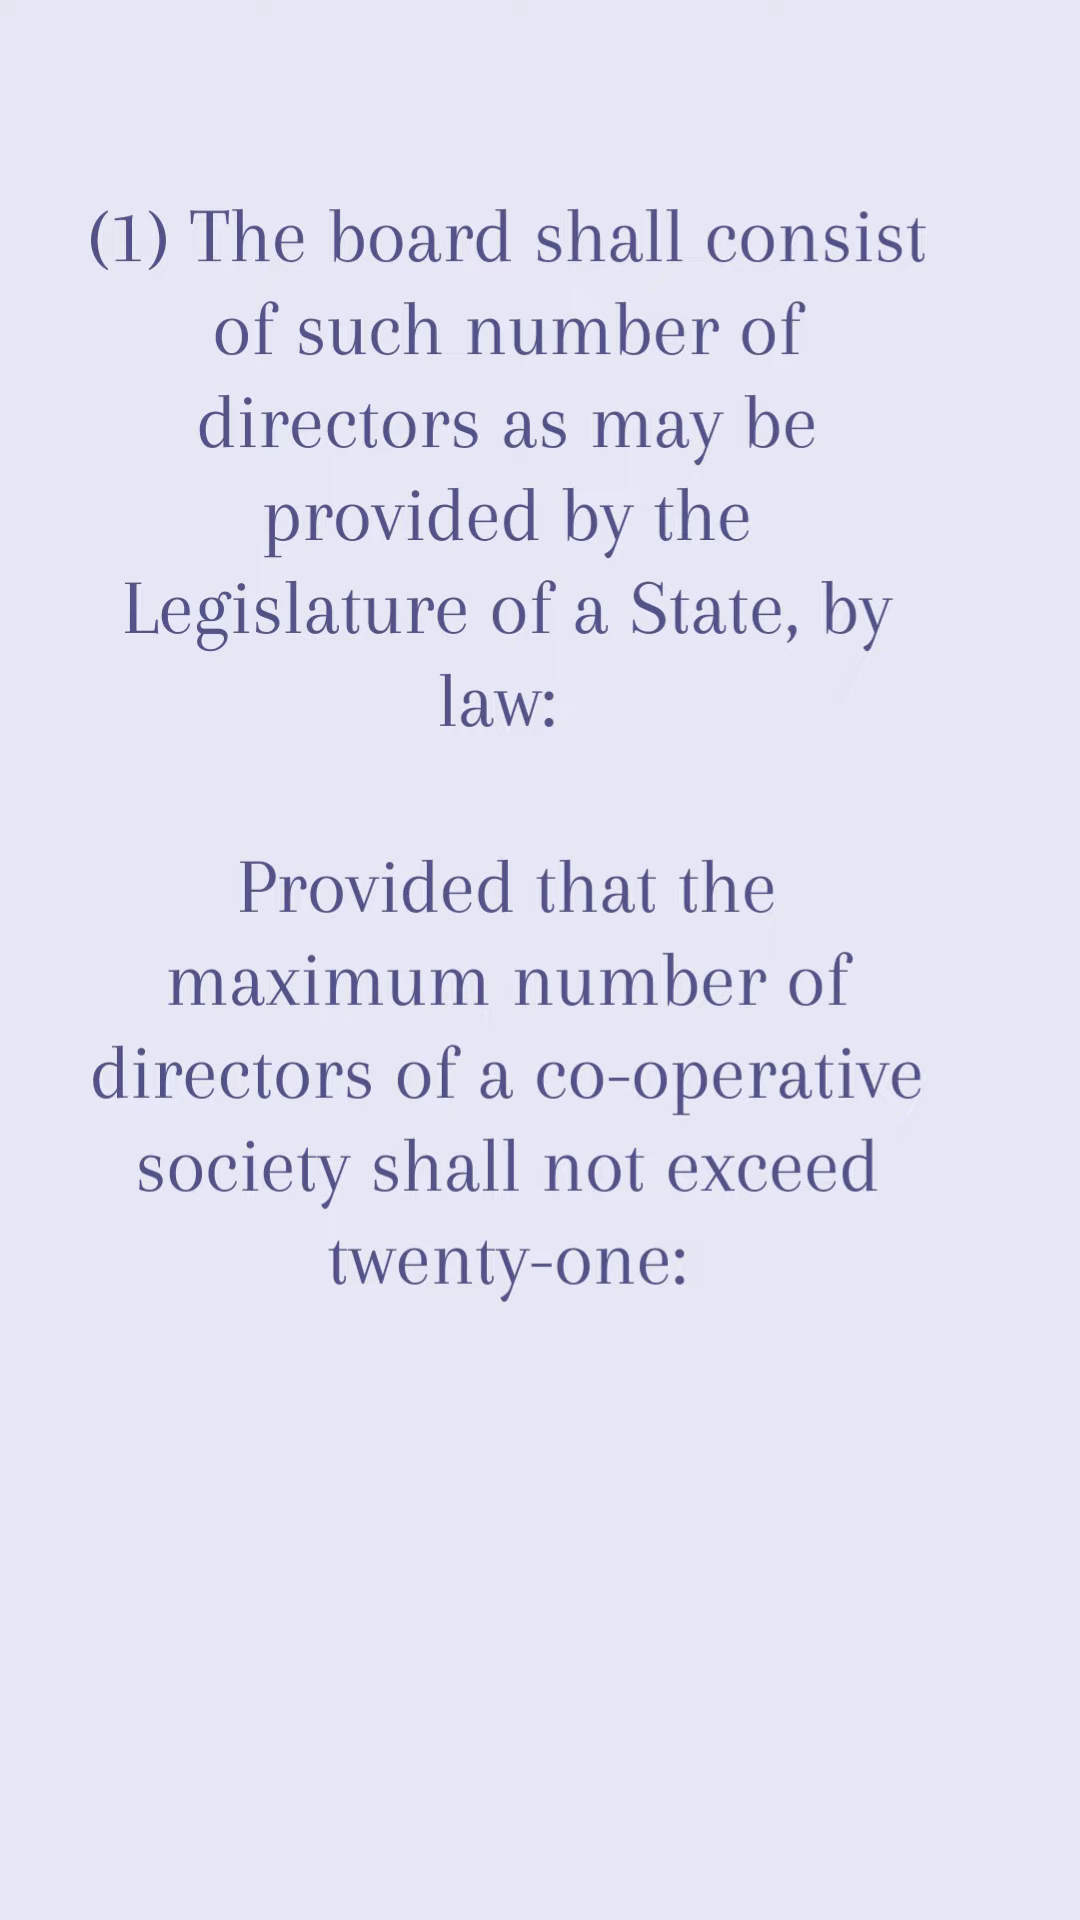 (1) The board shall consist
of such number of
directors as may be
provided by the
Legislature of a State, by
law:
Provided that the
maximum number of
directors of a co-operative
society shall not exceed
twenty-one: